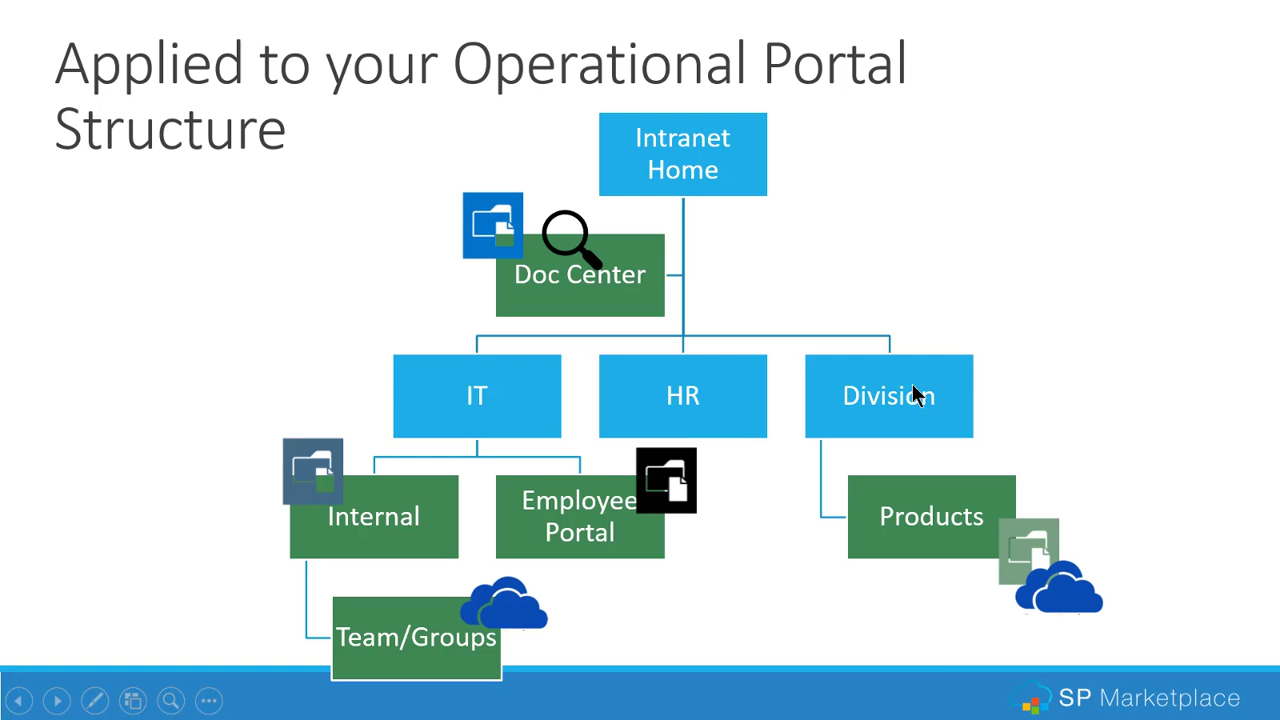 Applied to your Operational Portal
Structure
Intranet
Home
Doc Center
IT
HR
Division
Internal
Employee
Portal
Products
Team/Groups
SP Marketplace